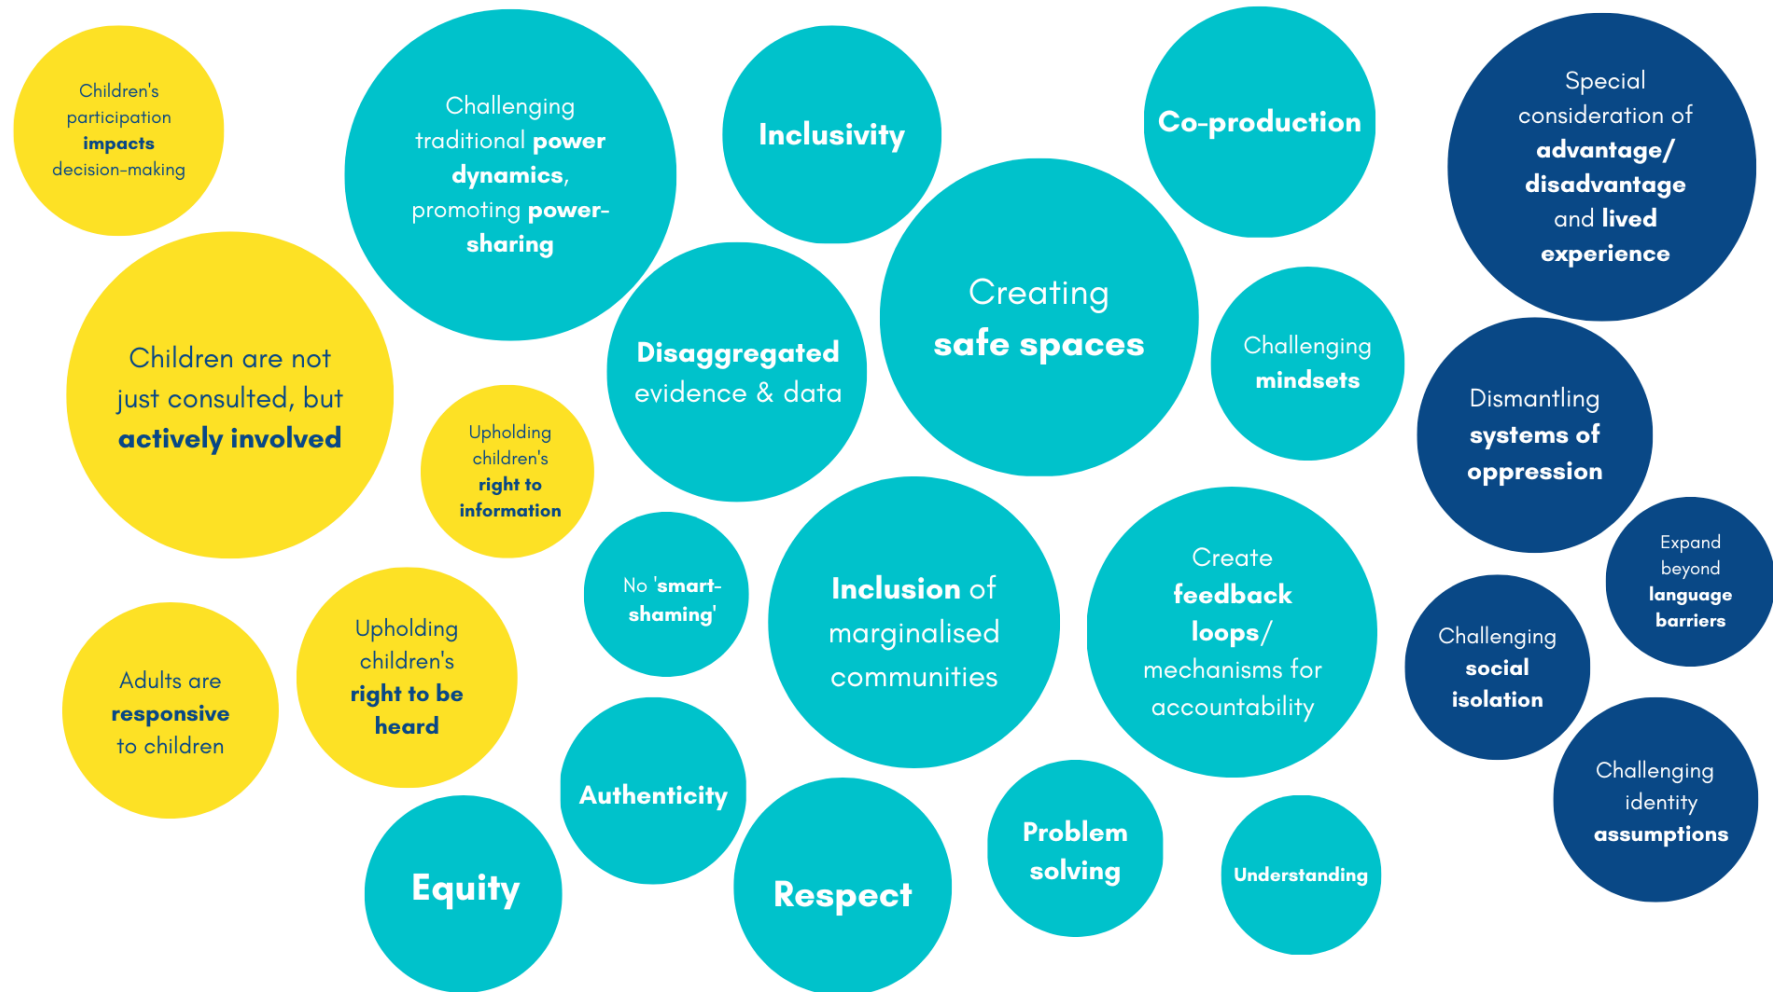 Children's
participation
impacts
decision-making
Challenging
traditional power
dynamics,
promoting power-
sharing
Inclusivity
Co-production
Special
consideration of
advantage/
disadvantage
and lived
experience
Children are not
just consulted, but
actively involved
Upholding
children's
right to
information
Disaggregated
evidence & data
Creating
safe spaces
Challenging
mindsets
Dismantling
systems of
oppression
Expand
beyond
language
barriers
Adults are
responsive
to children
Upholding
children's
right to be
heard
No 'smart-
shaming'
Inclusion of
marginalised
communities
Create
feedback
loops/
mechanisms for
accountability
Challenging
social
isolation
Challenging
identity
assumptions
Equity
Authenticity
Respect
Problem
solving
Understanding